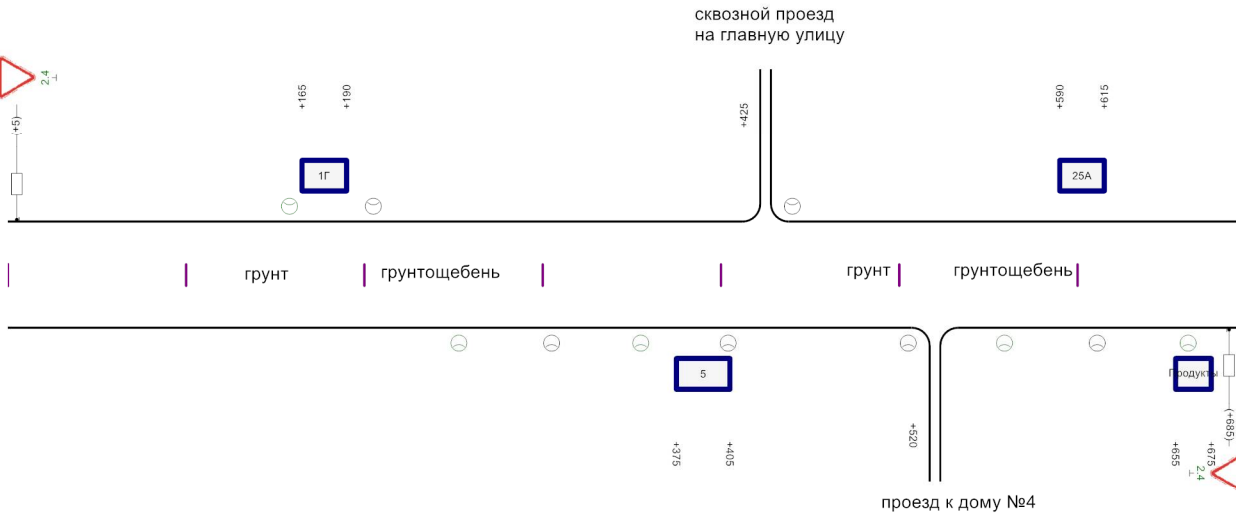 сквозной проезд
на главную улицу
2.4
(+5)
+165
+190
+425
+590
+615
1Г
25А
грунт
грунтощебень
грунт
грунтощебень
5
Продукты
+375
+405
+520
+655
+675
(+685)
2.4
проезд к дому №4